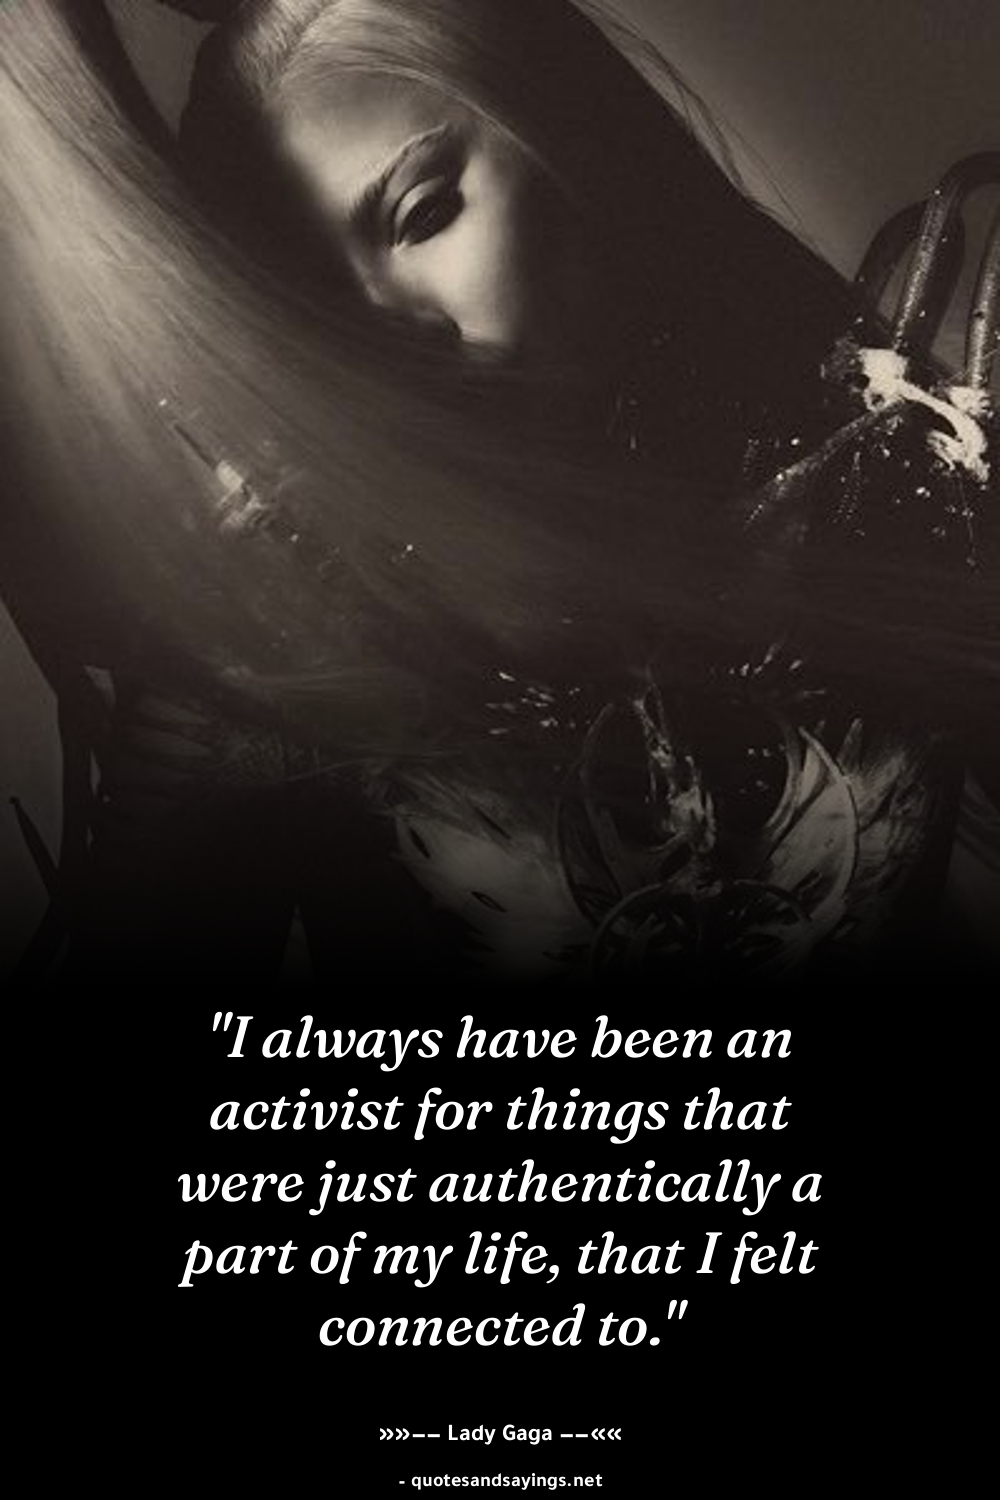 "I always have been an
activist for things that
were just authentically a
part of my life, that I felt
connected to."
»»–– Lady Gaga ––««
- quotesandsayings.net